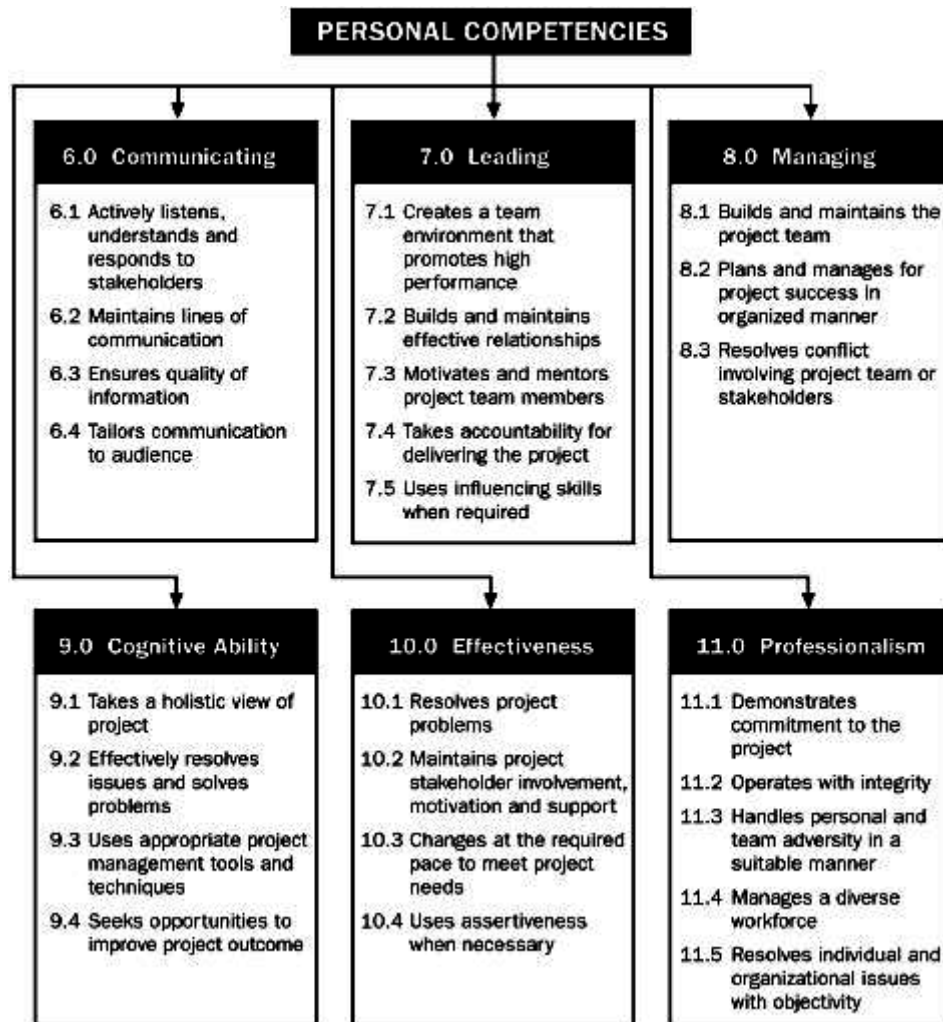 PERSONAL COMPETENCIES
6.0 Communicating
6.1 Actively listens,
understands and
responds to
stakeholders
6.2 Maintains lines of
communication
6.3 Ensures quality of
information
6.4 Tailors communication
to audience
7.0 Leading
7.1 Creates a team
environment that
promotes high
performance
7.2 Builds and maintains
effective relationships
7.3 Motivates and mentors
project team members
7.4 Takes accountability for
delivering the project
7.5 Uses influencing skills
when required
8.0 Managing
8.1 Builds and maintains the
project team
8.2 Plans and manages for
project success in
organized manner
8.3 Resolves conflict
involving project team or
stakeholders
9.0 Cognitive Ability
9.1 Takes a holistic view of
project
9.2 Effectively resolves
issues and solves
problems
9.3 Uses appropriate project
management tools and
techniques
9.4 Seeks opportunities to
improve project outcome
10.0 Effectiveness
10.1 Resolves project
problems
10.2 Maintains project
stakeholder involvement,
motivation and support
10.3 Changes at the required
pace to meet project
needs
10.4 Uses assertiveness
when necessary
11.0 Professionalism
11.1 Demonstrates
commitment to the
project
11.2 Operates with integrity
11.3 Handles personal and
team adversity in a
suitable manner
11.4 Manages a diverse
workforce
11.5 Resolves individual and
organizational issues
with objectivity